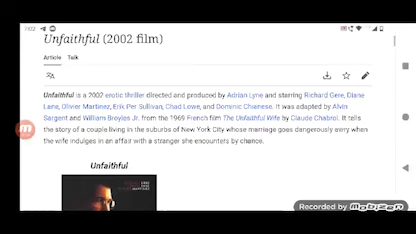 Unfaithful (2002 film)
Article Talk
Unfaithful is a 2002 erotic thriller directed and produced by Adrian Lyne and starring Richard Gere, Diane
Lane, Olivier Martinez, Erik Per Sullivan, Chad Lowe, and Dominic Chianese. It was adapted by Alvin
Sargent and William Broyles Jr. from the 1969 French film The Unfaithful Wife by Claude Chabrol. It tells
the story of a couple living in the suburbs of New York City whose marriage goes dangerously awry when
the wife indulges in an affair with a stranger she encounters by chance.
Unfaithful
Recorded by Mobizen